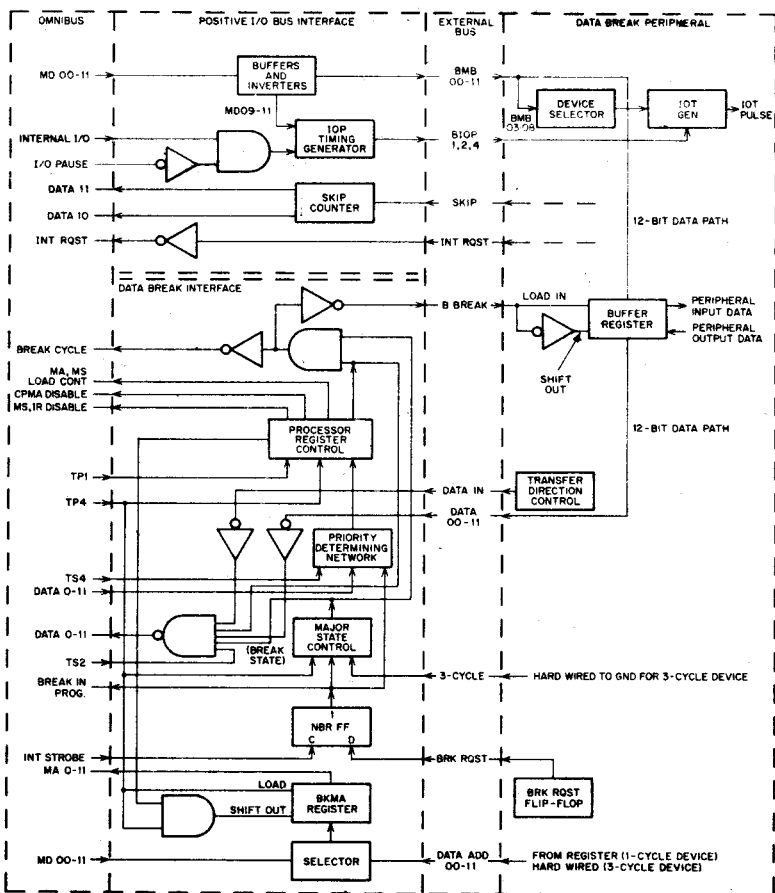 OMNIBUS
POSITIVE I/O BUS INTERFACE
EXTERNAL
BUS
DATA BREAK PERIPHERAL
MD 00-11
BUFFERS
AND
INVERTERS
BMB
00-11
MD09-11
BMB
03-08
DEVICE
SELECTOR
IOT
GEN
IOT
PULSE
INTERNAL I/O
I/O PAUSE
IOP
TIMING
GENERATOR
BIOP
1,2,4
DATA 11
DATA 10
SKIP
COUNTER
SKIP
12-BIT DATA PATH
INT RQST
INT RQST
DATA BREAK INTERFACE
B BREAK
LOAD IN
BUFFER
REGISTER
PERIPHERAL
INPUT DATA
PERIPHERAL
OUTPUT DATA
SHIFT
OUT
BREAK CYCLE
MA, MS
LOAD CONT
CPMA DISABLE
MS, IR DISABLE
PROCESSOR
REGISTER
CONTROL
12-BIT DATA PATH
TP1
TP4
DATA IN
TRANSFER
DIRECTION
CONTROL
DATA
00-11
PRIORITY
DETERMINING
NETWORK
TS4
DATA 0-11
DATA 0-11
TS2
(BREAK
STATE)
MAJOR
STATE
CONTROL
BREAK IN
PROG.
3-CYCLE
HARD WIRED TO GND FOR 3-CYCLE DEVICE
NBR FF
C D
INT STROBE
BRK RQST
BRK RQST
FLIP-FLOP
MA 0-11
LOAD
SHIFT OUT
BKMA
REGISTER
MD 00-11
SELECTOR
DATA ADD
00-11
FROM REGISTER (1-CYCLE DEVICE)
HARD WIRED (3-CYCLE DEVICE)